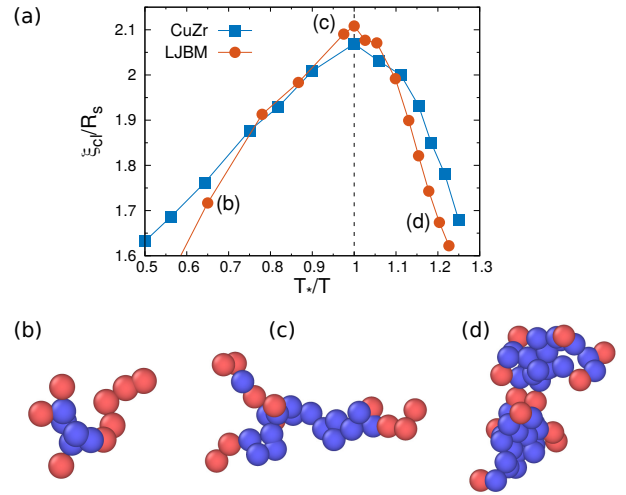 (a)
CuZr
LJBM
(c)
(b)
(d)
ξcl/Rs
2.1
2
1.9
1.8
1.7
1.6
0.5 0.6 0.7 0.8 0.9 1 1.1 1.2 1.3
T*/T
(b) (c) (d)